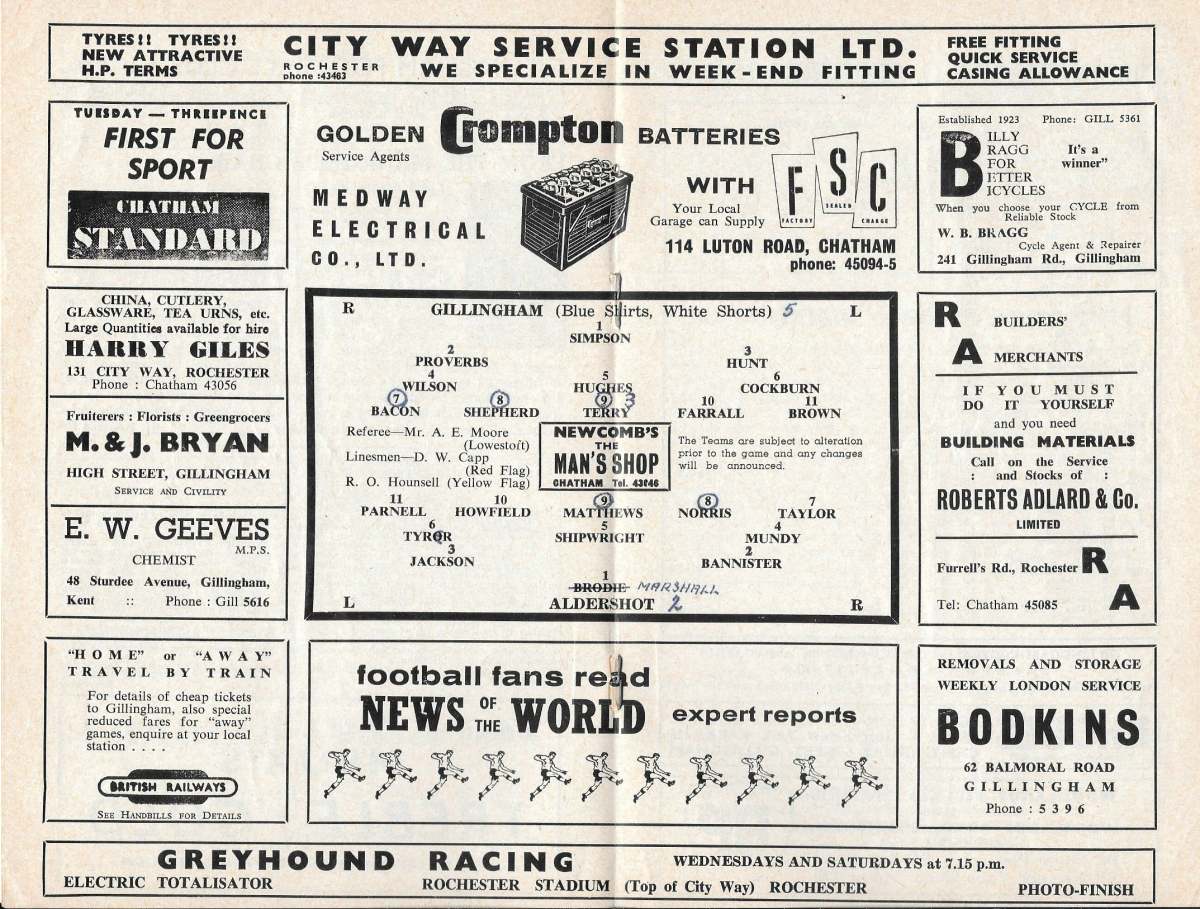 TYRES!! TYRES!!
NEW ATTRACTIVE
H.P. TERMS
CITY WAY SERVICE STATION LTD.
ROCHESTER
phone :43463
WE SPECIALIZE IN WEEK-END FITTING
FREE FITTING
QUICK SERVICE
CASING ALLOWANCE
TUESDAY — THREEPENCE
FIRST FOR
SPORT
CHATHAM
STANDARD
GOLDEN Crompton BATTERIES
Service Agents
MEDWAY
ELECTRICAL
CO., LTD.
Crompton
WITH
Your Local
Garage can Supply
F S C
FACTORY SEALED CHARGE
114 LUTON ROAD, CHATHAM
phone: 45094-5
Established 1923 Phone: GILL 5361
BILLY
RAGG
FOR
ETTER
ICYCLES
It's a
winner"
When you choose your CYCLE from
Reliable Stock
W. B. BRAGG
Cycle Agent & Repairer
241 Gillingham Rd., Gillingham
CHINA, CUTLERY,
GLASSWARE, TEA URNS, etc.
Large Quantities available for hire
HARRY GILES
131 CITY WAY, ROCHESTER
Phone : Chatham 43056
Fruiterers : Florists : Greengrocers
M. & J. BRYAN
HIGH STREET, GILLINGHAM
SERVICE AND CIVILITY
E. W. GEEVES
M.P.S.
CHEMIST
48 Sturdee Avenue, Gillingham,
Kent :: Phone : Gill 5616
R GILLINGHAM (Blue Shirts, White Shorts) 5 L
1
SIMPSON
2 3
PROVERBS HUNT
4 5 6
WILSON HUGHES COCKBURN
7 8 9 10 11
BACON SHEPHERD TERRY 3 FARRALL BROWN
Referee—Mr. A. E. Moore
(Lowestoft)
Linesmen—D. W. Capp
(Red Flag)
R. O. Hounsell (Yellow Flag)
NEWCOMB'S
THE
MAN'S SHOP
CHATHAM Tel. 43846
The Teams are subject to alteration
prior to the game and any changes
will be announced.
11 10 9 8 7
PARNELL HOWFIELD MATTHEWS NORRIS TAYLOR
6 5 4
TYRER SHIPWRIGHT MUNDY
3 2
JACKSON BANNISTER
1
BRODIE MARSHALL
L ALDERSHOT 2 R
R BUILDERS'
A MERCHANTS
IF YOU MUST
DO IT YOURSELF
and you need
BUILDING MATERIALS
Call on the Service
: and Stocks of :
ROBERTS ADLARD & Co.
LIMITED
Furrell's Rd., Rochester R
Tel: Chatham 45085 A
"HOME" or "AWAY"
TRAVEL BY TRAIN
For details of cheap tickets
to Gillingham, also special
reduced fares for "away"
games, enquire at your local
station . . . .
BRITISH RAILWAYS
SEE HANDBILLS FOR DETAILS
football fans read
NEWS OF THE WORLD expert reports
REMOVALS AND STORAGE
WEEKLY LONDON SERVICE
BODKINS
62 BALMORAL ROAD
GILLINGHAM
Phone : 5396
GREYHOUND RACING WEDNESDAYS AND SATURDAYS at 7.15 p.m.
ELECTRIC TOTALISATOR ROCHESTER STADIUM (Top of City Way) ROCHESTER PHOTO-FINISH